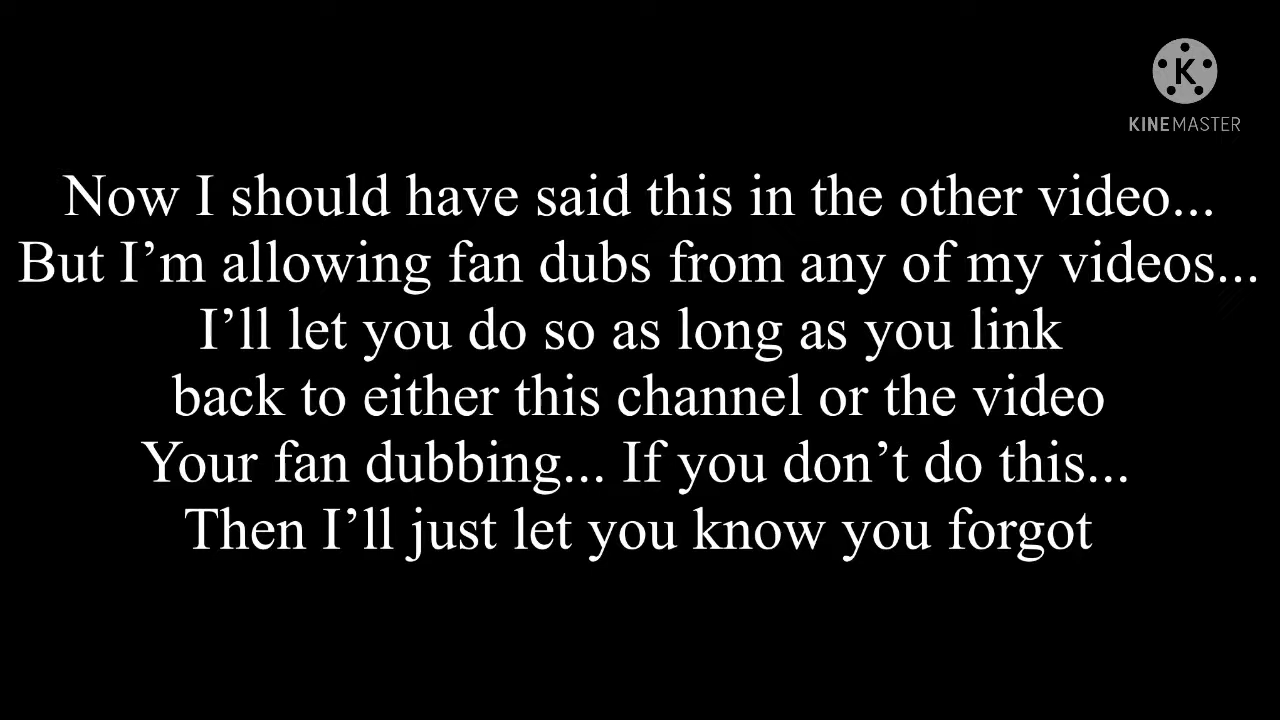 K
KINEMASTER
Now I should have said this in the other video...
But I’m allowing fan dubs from any of my videos...
I’ll let you do so as long as you link
back to either this channel or the video
Your fan dubbing... If you don’t do this...
Then I’ll just let you know you forgot